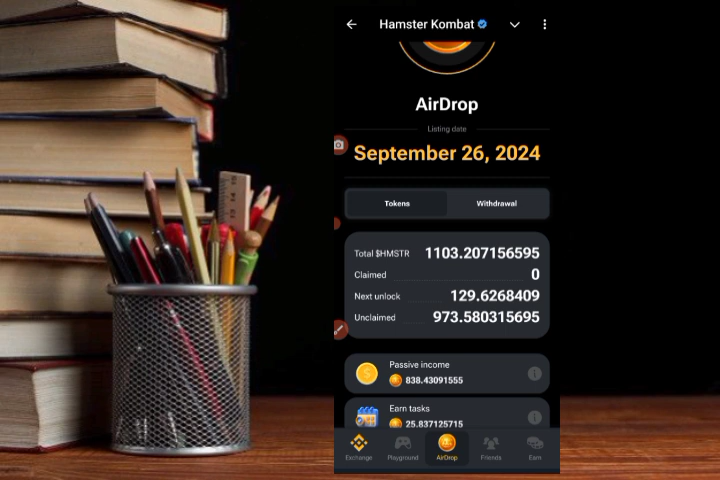 Hamster Kombat
AirDrop
Listing date
September 26, 2024
Tokens
Withdrawal
Total $HMSTR 1103.207156595
Claimed 0
Next unlock 129.6268409
Unclaimed 973.580315695
Passive income
838.43091555
Earn tasks
25.837125715
Exchange
Playground
AirDrop
Friends
Earn